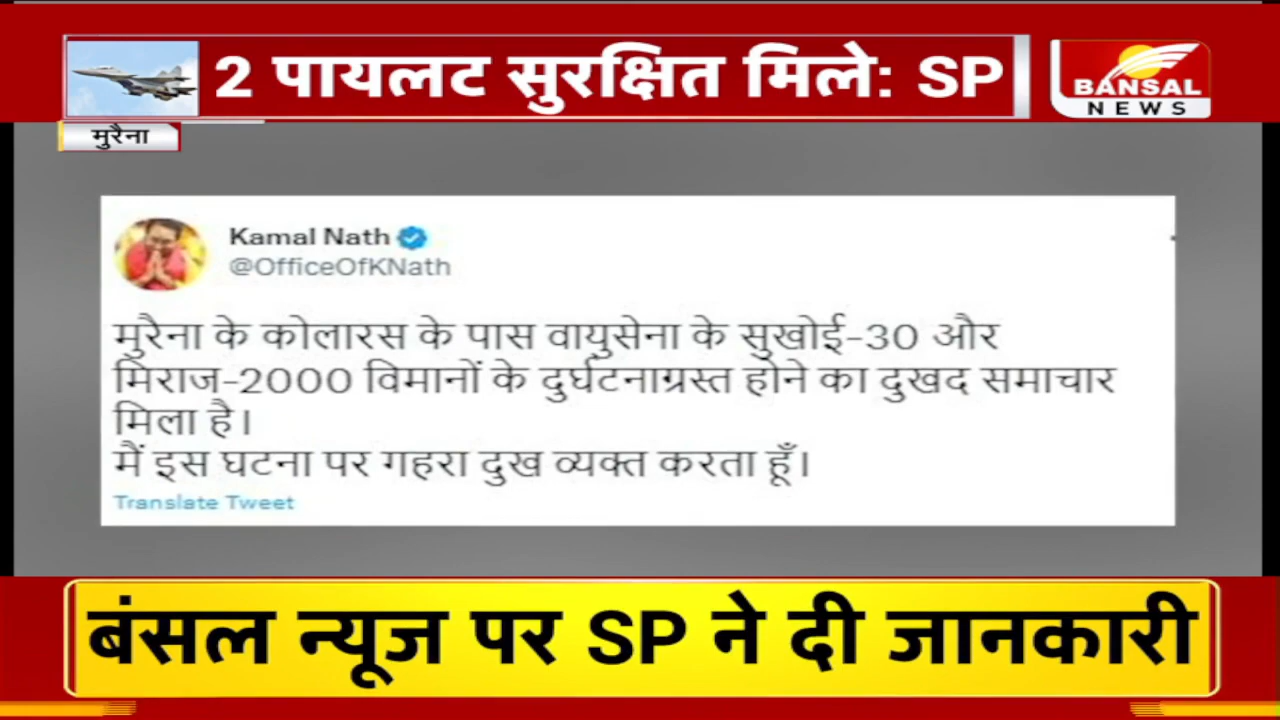 2 पायलट सुरक्षित मिले: SP
BANSAL
NEWS
मुरैना
Kamal Nath
@OfficeOfKNath
मुरैना के कोलारस के पास वायुसेना के सुखोई-30 और
मिराज-2000 विमानों के दुर्घटनाग्रस्त होने का दुखद समाचार
मिला है।
मैं इस घटना पर गहरा दुख व्यक्त करता हूँ।
Translate Tweet
बंसल न्यूज पर SP ने दी जानकारी